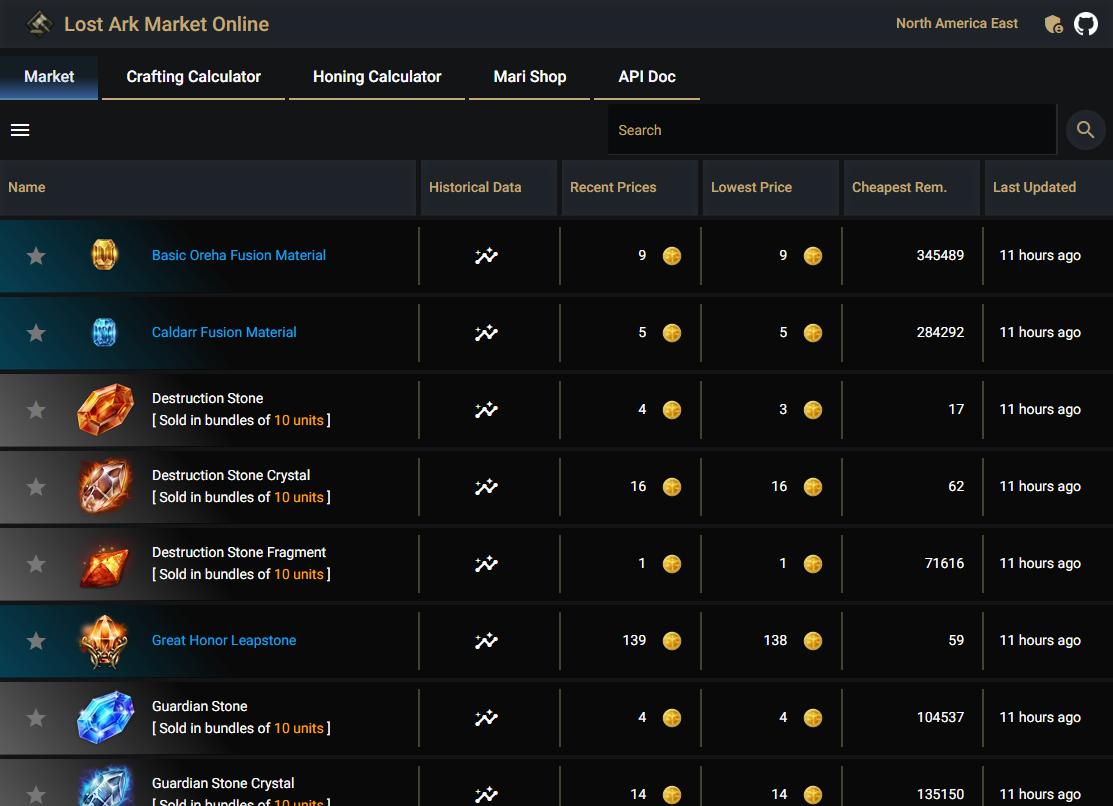 Lost Ark Market Online
North America East
Market Crafting Calculator Honing Calculator Mari Shop API Doc
Search
Name Historical Data Recent Prices Lowest Price Cheapest Rem. Last Updated
Basic Oreha Fusion Material 9 9 345489 11 hours ago
Caldarr Fusion Material 5 5 284292 11 hours ago
Destruction Stone
[ Sold in bundles of 10 units ]
4 3 17 11 hours ago
Destruction Stone Crystal
[ Sold in bundles of 10 units ]
16 16 62 11 hours ago
Destruction Stone Fragment
[ Sold in bundles of 10 units ]
1 1 71616 11 hours ago
Great Honor Leapstone 139 138 59 11 hours ago
Guardian Stone
[ Sold in bundles of 10 units ]
4 4 104537 11 hours ago
Guardian Stone Crystal
[ Sold in bundles of 10 units ]
14 14 135150 11 hours ago